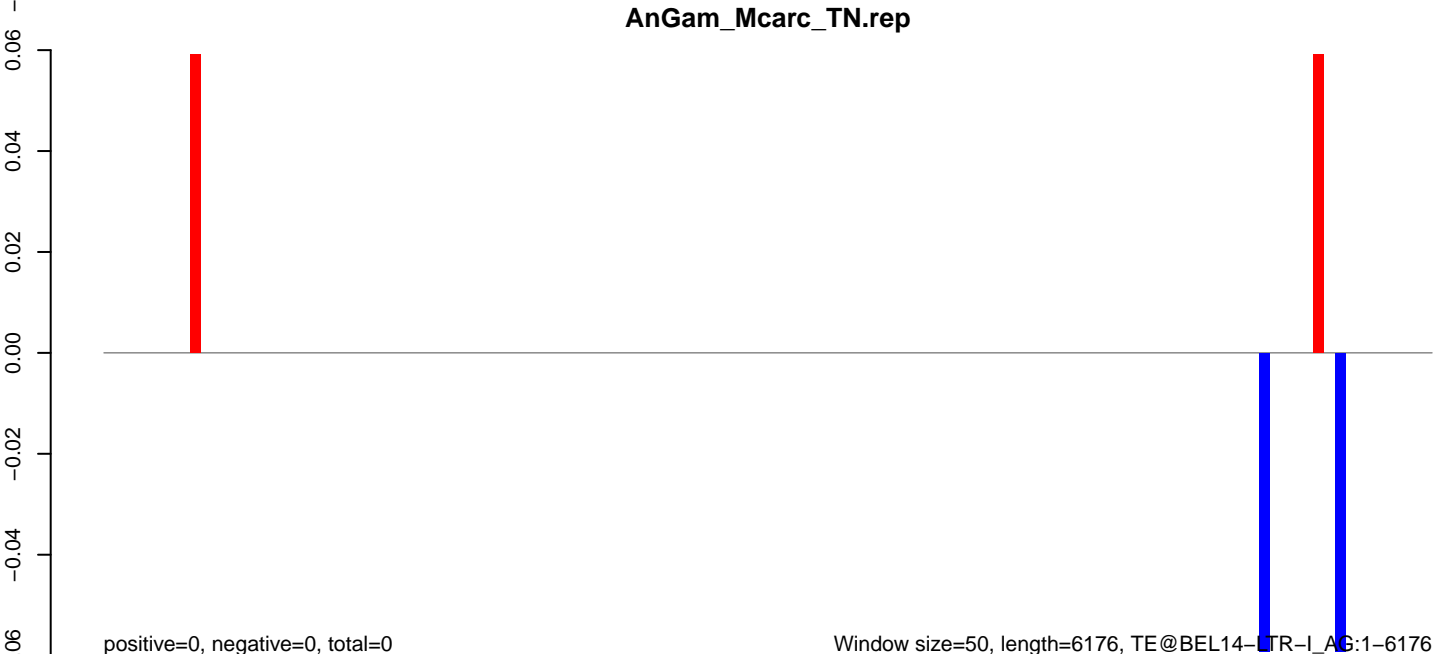 AnGam_Mcarc_TN.rep
0.06
0.04
0.02
0.00
−0.02
−0.04
06
positive=0, negative=0, total=0
Window size=50, length=6176, TE@BEL14−LTR−I_AG:1−6176